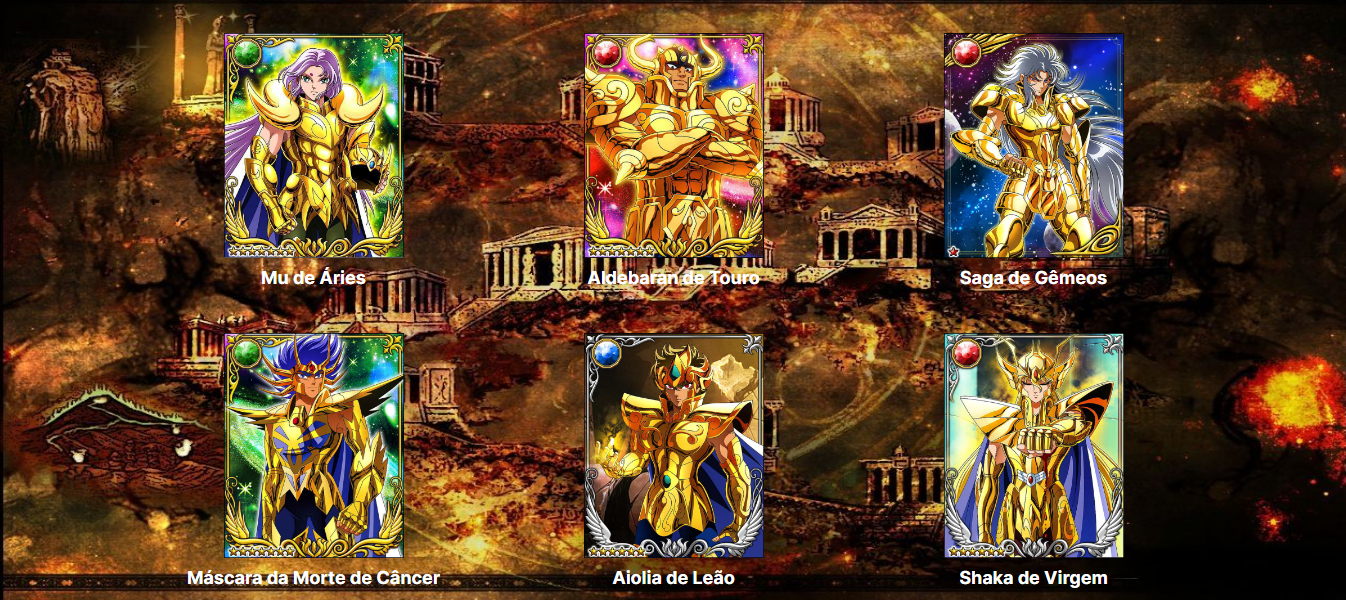 Mu de Áries
Aldebaran de Touro
Saga de Gêmeos
Máscara da Morte de Câncer
Aiolia de Leão
Shaka de Virgem